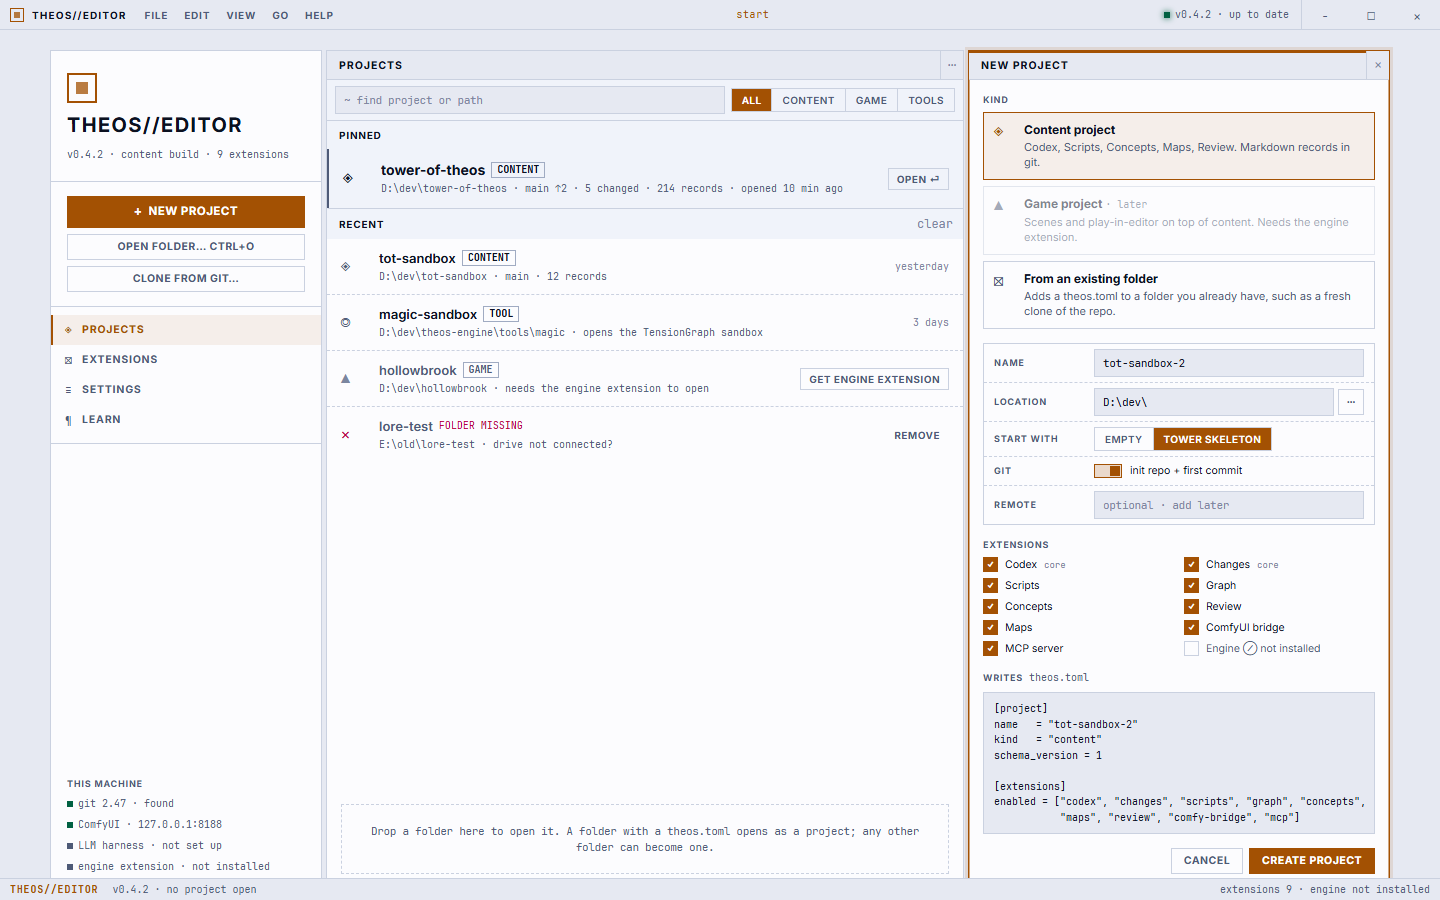 THEOS//EDITOR FILE EDIT VIEW GO HELP
start
v0.4.2 · up to date
THEOS//EDITOR
v0.4.2 · content build · 9 extensions
+ NEW PROJECT
OPEN FOLDER... CTRL+O
CLONE FROM GIT...
PROJECTS
EXTENSIONS
SETTINGS
LEARN
THIS MACHINE
git 2.47 · found
ComfyUI · 127.0.0.1:8188
LLM harness · not set up
engine extension · not installed
PROJECTS
~ find project or path
ALL CONTENT GAME TOOLS
PINNED
tower-of-theos CONTENT
D:\dev\tower-of-theos · main ↑2 · 5 changed · 214 records · opened 10 min ago
OPEN ⏎
RECENT clear
tot-sandbox CONTENT
D:\dev\tot-sandbox · main · 12 records
yesterday
magic-sandbox TOOL
D:\dev\theos-engine\tools\magic · opens the TensionGraph sandbox
3 days
hollowbrook GAME
D:\dev\hollowbrook · needs the engine extension to open
GET ENGINE EXTENSION
lore-test FOLDER MISSING
E:\old\lore-test · drive not connected?
REMOVE
Drop a folder here to open it. A folder with a theos.toml opens as a project; any other
folder can become one.
NEW PROJECT
KIND
Content project
Codex, Scripts, Concepts, Maps, Review. Markdown records in
git.
Game project · later
Scenes and play-in-editor on top of content. Needs the engine
extension.
From an existing folder
Adds a theos.toml to a folder you already have, such as a fresh
clone of the repo.
NAME tot-sandbox-2
LOCATION D:\dev\ ...
START WITH EMPTY TOWER SKELETON
GIT init repo + first commit
REMOTE optional · add later
EXTENSIONS
Codex core
Changes core
Scripts
Graph
Concepts
Review
Maps
ComfyUI bridge
MCP server
Engine not installed
WRITES theos.toml
[project]
name = "tot-sandbox-2"
kind = "content"
schema_version = 1
[extensions]
enabled = ["codex", "changes", "scripts", "graph", "concepts",
"maps", "review", "comfy-bridge", "mcp"]
CANCEL CREATE PROJECT
THEOS//EDITOR v0.4.2 · no project open
extensions 9 · engine not installed